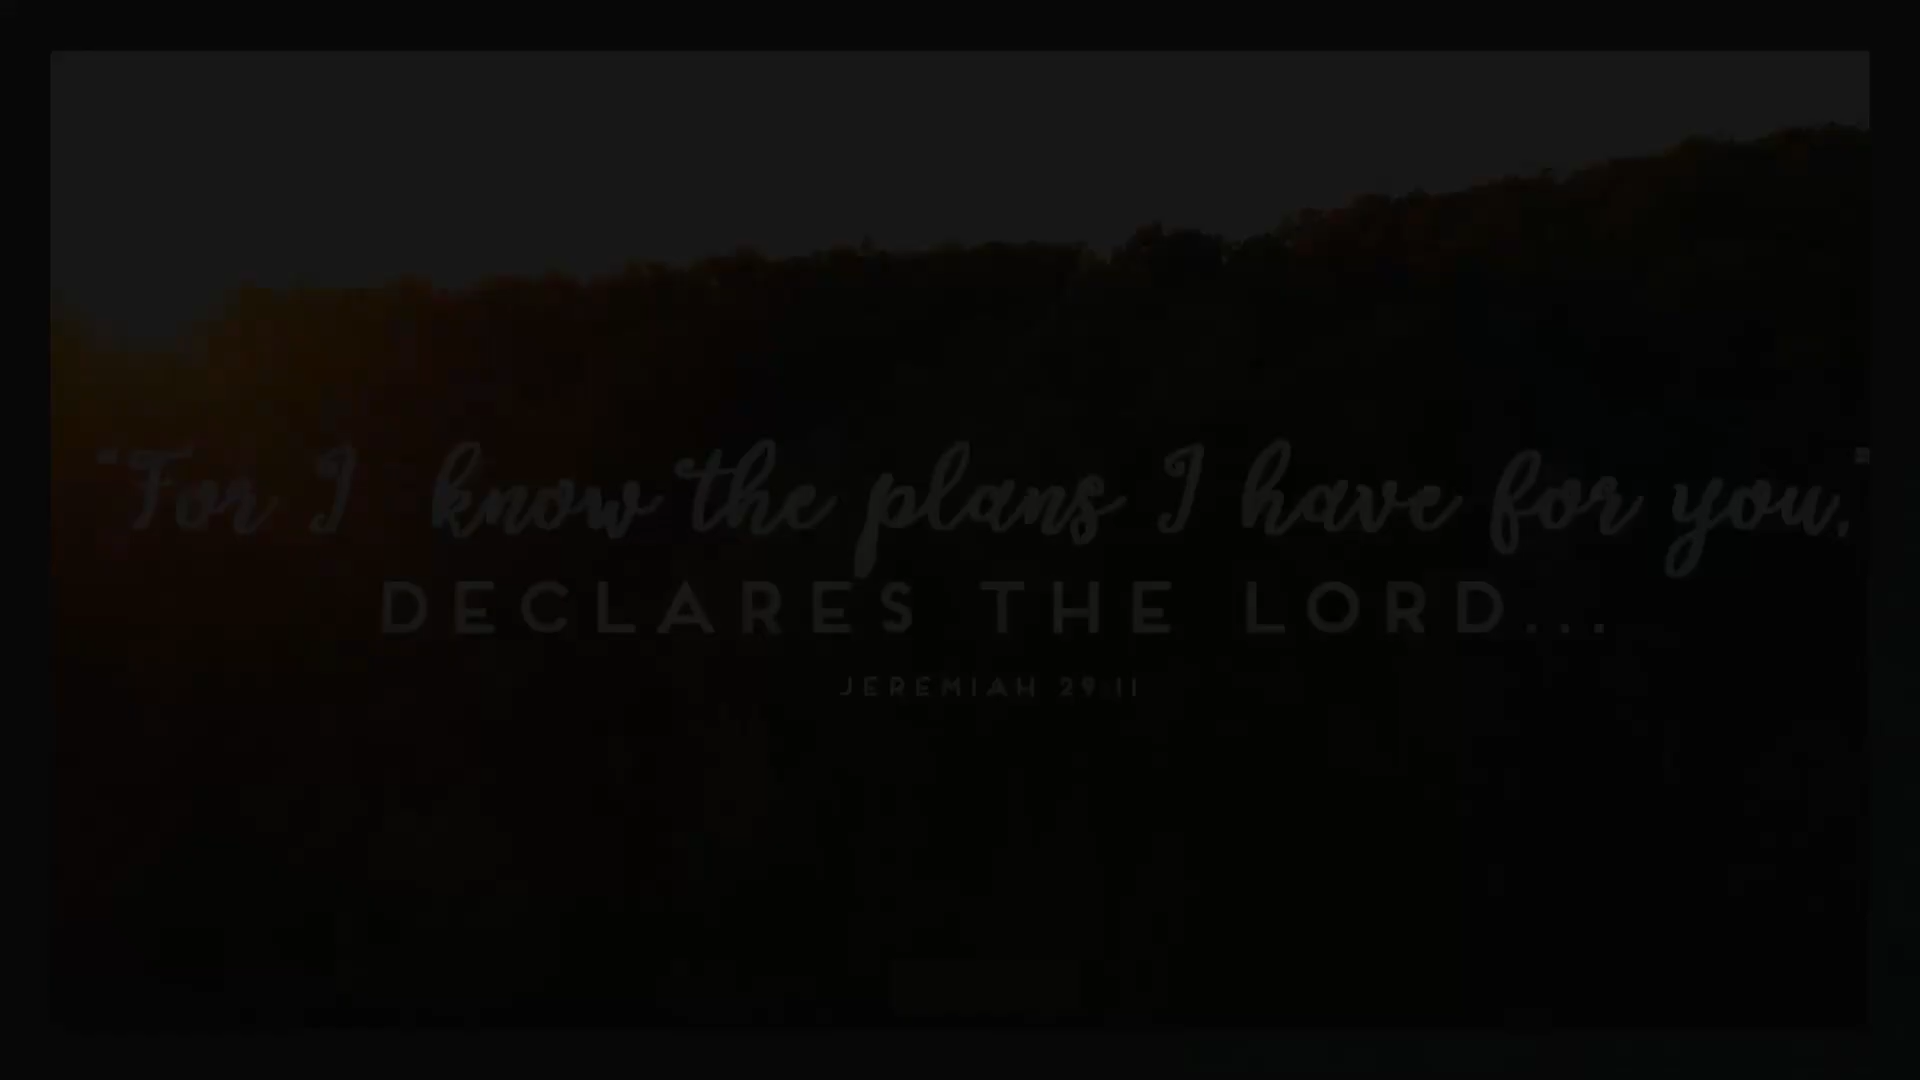 "For I know the plans I have for you,"
DECLARES THE LORD...
JEREMIAH 29:11